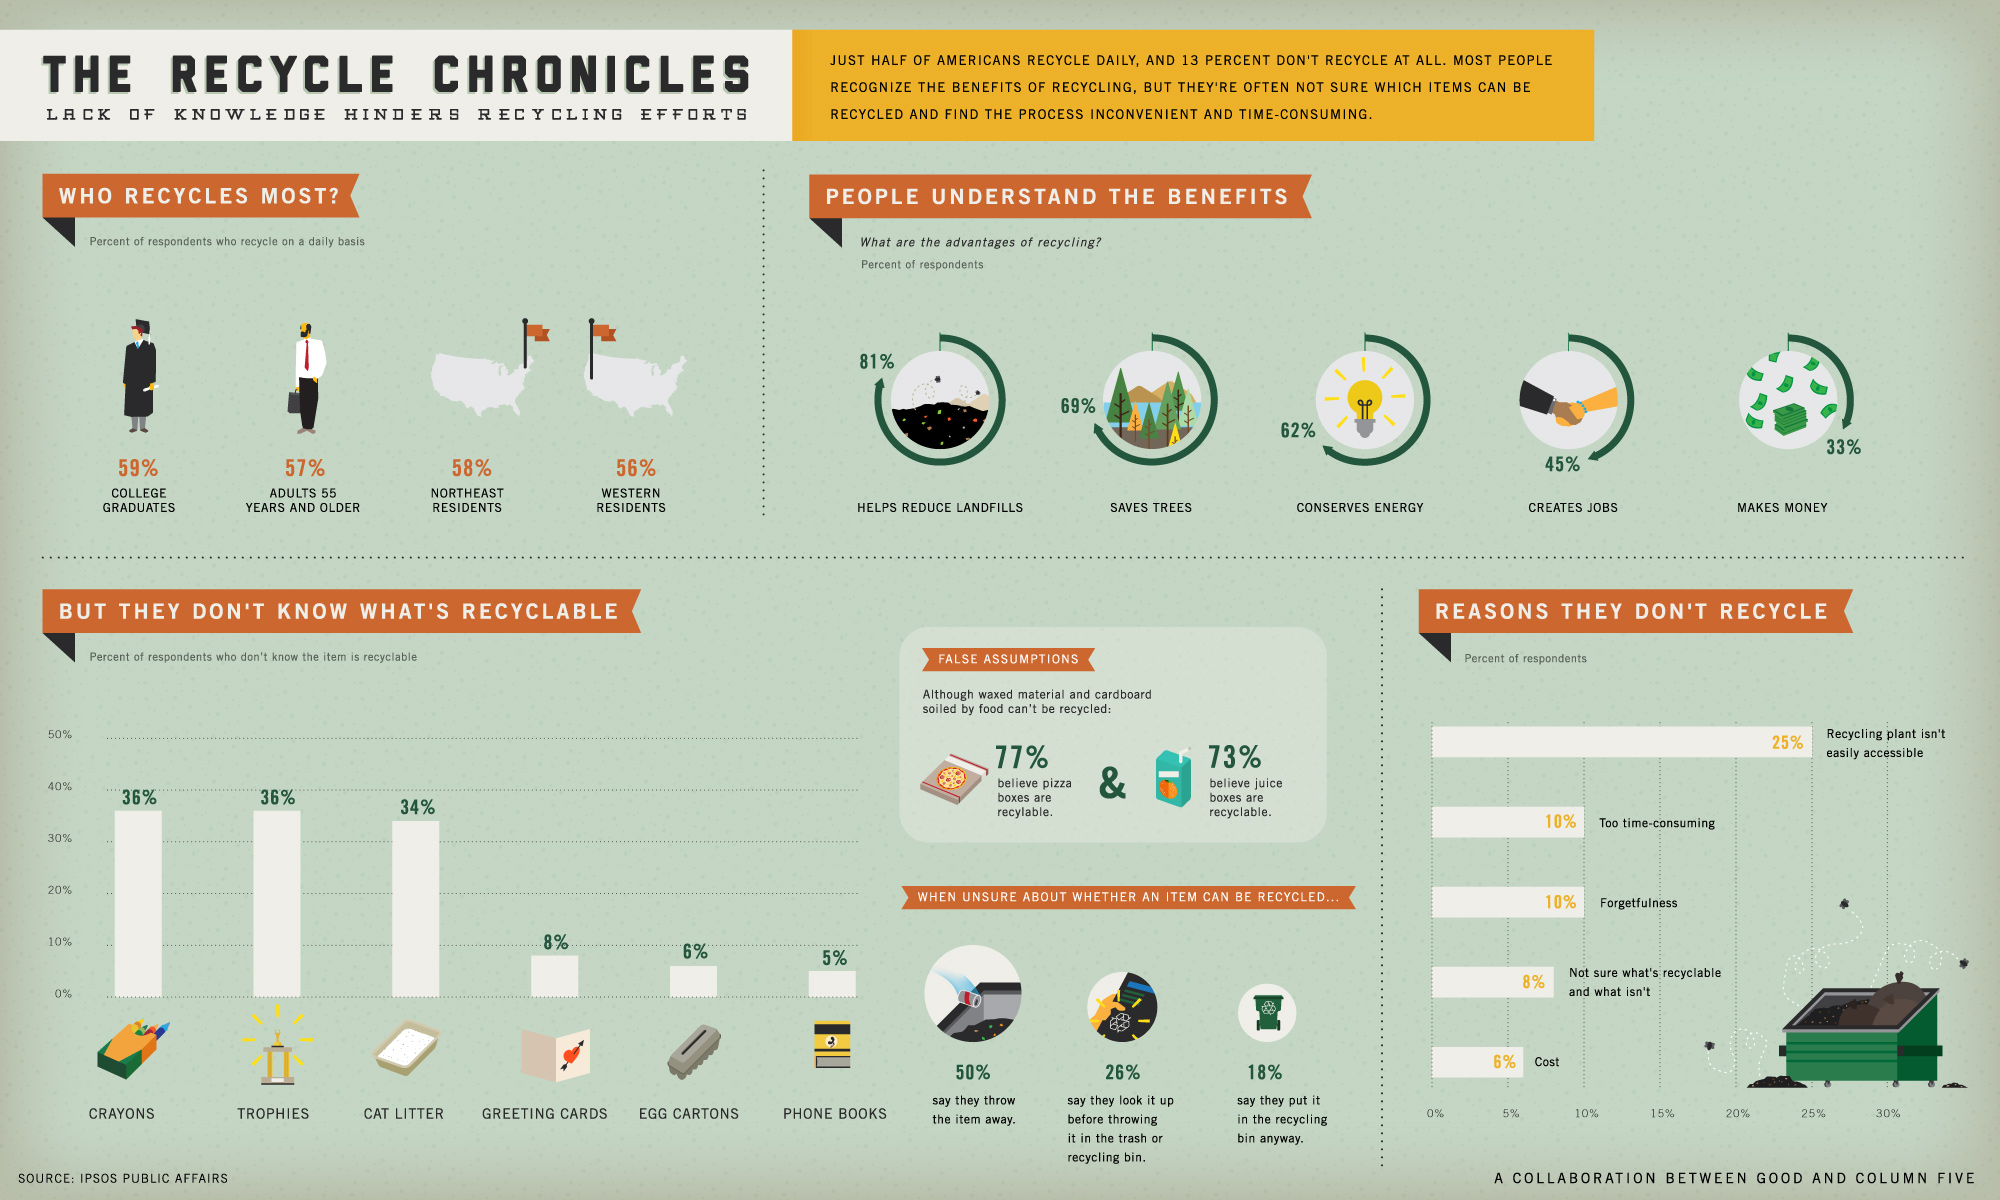 THE RECYCLE CHRONICLES
LACK OF KNOWLEDGE HINDERS RECYCLING EFFORTS
JUST HALF OF AMERICANS RECYCLE DAILY, AND 13 PERCENT DON'T RECYCLE AT ALL. MOST PEOPLE
RECOGNIZE THE BENEFITS OF RECYCLING, BUT THEY'RE OFTEN NOT SURE WHICH ITEMS CAN BE
RECYCLED AND FIND THE PROCESS INCONVENIENT AND TIME-CONSUMING.
WHO RECYCLES MOST?
Percent of respondents who recycle on a daily basis
59%
COLLEGE
GRADUATES
57%
ADULTS 55
YEARS AND OLDER
58%
NORTHEAST
RESIDENTS
56%
WESTERN
RESIDENTS
PEOPLE UNDERSTAND THE BENEFITS
What are the advantages of recycling?
Percent of respondents
81%
HELPS REDUCE LANDFILLS
69%
SAVES TREES
62%
CONSERVES ENERGY
45%
CREATES JOBS
33%
MAKES MONEY
BUT THEY DON'T KNOW WHAT'S RECYCLABLE
Percent of respondents who don't know the item is recyclable
50%
40%
30%
20%
10%
0%
36%
36%
34%
8%
6%
5%
CRAYONS
TROPHIES
CAT LITTER
GREETING CARDS
EGG CARTONS
PHONE BOOKS
FALSE ASSUMPTIONS
Although waxed material and cardboard
soiled by food can't be recycled:
77%
believe pizza
boxes are
recylable.
&
73%
believe juice
boxes are
recyclable.
WHEN UNSURE ABOUT WHETHER AN ITEM CAN BE RECYCLED...
50%
say they throw
the item away.
26%
say they look it up
before throwing
it in the trash or
recycling bin.
18%
say they put it
in the recycling
bin anyway.
REASONS THEY DON'T RECYCLE
Percent of respondents
25%
Recycling plant isn't
easily accessible
10%
Too time-consuming
10%
Forgetfulness
8%
Not sure what's recyclable
and what isn't
6%
Cost
0%
5%
10%
15%
20%
25%
30%
SOURCE: IPSOS PUBLIC AFFAIRS
A COLLABORATION BETWEEN GOOD AND COLUMN FIVE